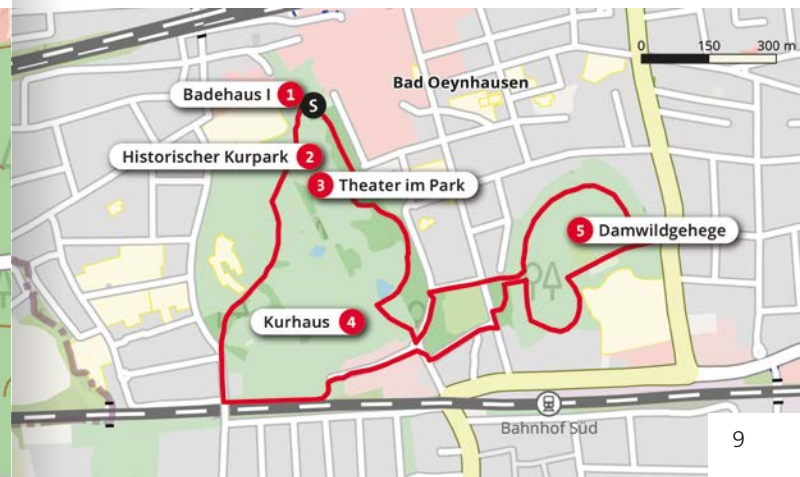 0 150 300 m
Bad Oeynhausen
Badehaus I 1
S
Historischer Kurpark 2
3 Theater im Park
5 Damwildgehege
Kurhaus 4
Bahnhof Süd
9